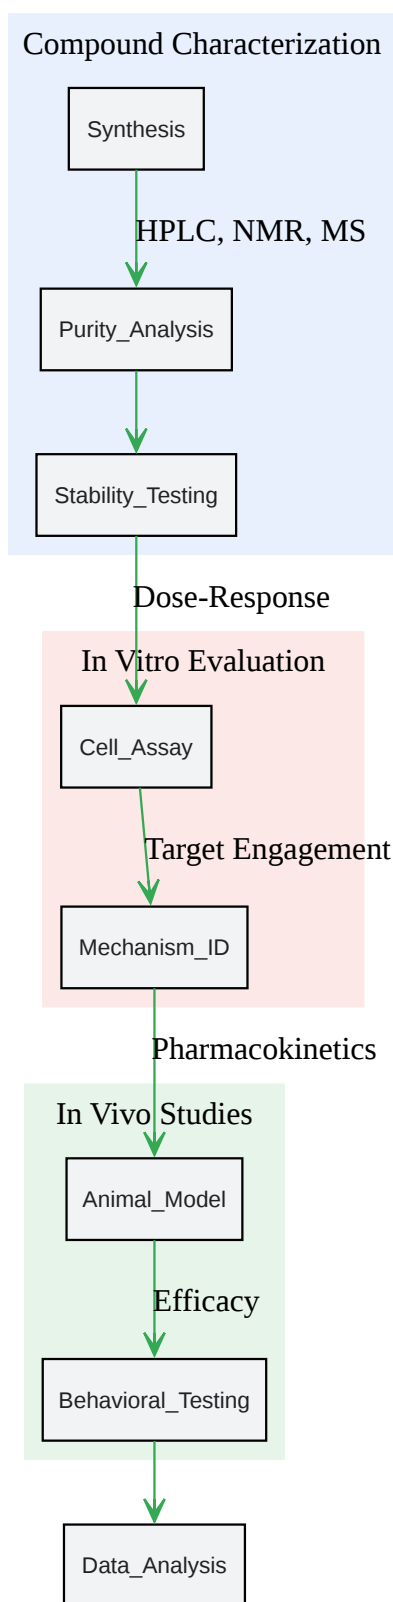 Compound Characterization
Synthesis
HPLC, NMR, MS
Purity_Analysis
Stability_Testing
Dose-Response
In Vitro Evaluation
Cell_Assay
Target Engagement
Mechanism_ID
Pharmacokinetics
In Vivo Studies
Animal_Model
Efficacy
Behavioral_Testing
Data_Analysis